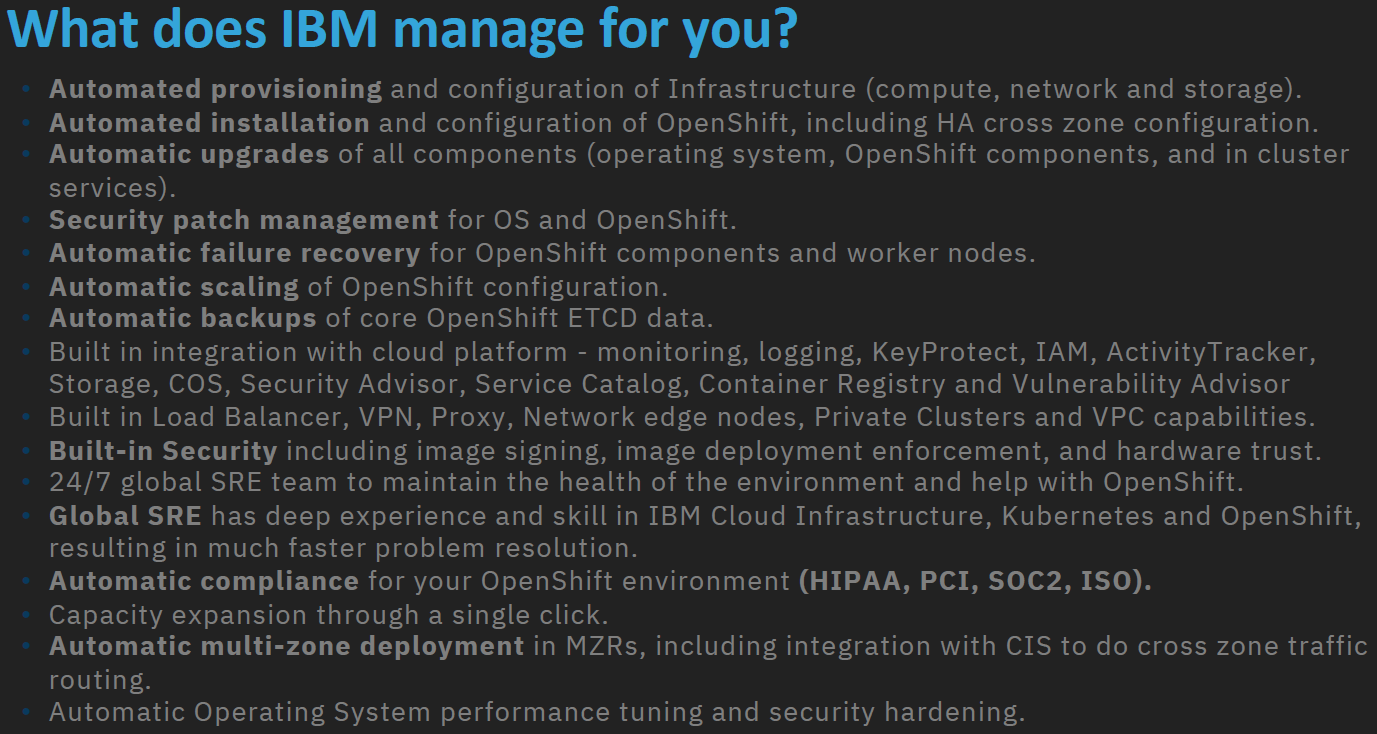 What does IBM manage for you?
• Automated provisioning and configuration of Infrastructure (compute, network and storage).
• Automated installation and configuration of OpenShift, including HA cross zone configuration.
• Automatic upgrades of all components (operating system, OpenShift components, and in cluster
services).
• Security patch management for OS and OpenShift.
• Automatic failure recovery for OpenShift components and worker nodes.
• Automatic scaling of OpenShift configuration.
• Automatic backups of core OpenShift ETCD data.
• Built in integration with cloud platform - monitoring, logging, KeyProtect, IAM, ActivityTracker,
Storage, COS, Security Advisor, Service Catalog, Container Registry and Vulnerability Advisor
• Built in Load Balancer, VPN, Proxy, Network edge nodes, Private Clusters and VPC capabilities.
• Built-in Security including image signing, image deployment enforcement, and hardware trust.
• 24/7 global SRE team to maintain the health of the environment and help with OpenShift.
• Global SRE has deep experience and skill in IBM Cloud Infrastructure, Kubernetes and OpenShift,
resulting in much faster problem resolution.
• Automatic compliance for your OpenShift environment (HIPAA, PCI, SOC2, ISO).
• Capacity expansion through a single click.
• Automatic multi-zone deployment in MZRs, including integration with CIS to do cross zone traffic
routing.
• Automatic Operating System performance tuning and security hardening.